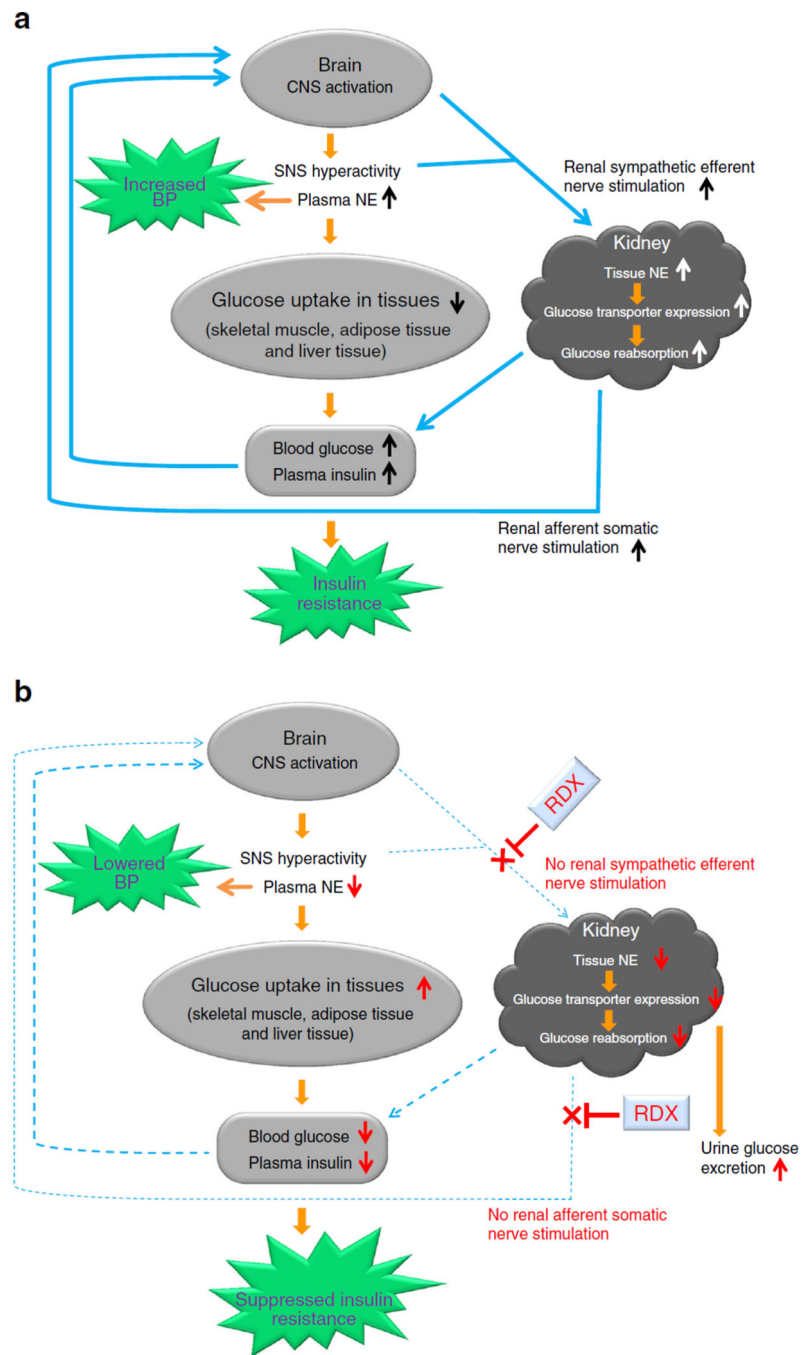 a
Brain
CNS activation
SNS hyperactivity
Plasma NE
Increased
BP
Renal sympathetic efferent
nerve stimulation
Kidney
Tissue NE
Glucose transporter expression
Glucose reabsorption
Glucose uptake in tissues
(skeletal muscle, adipose tissue
and liver tissue)
Blood glucose
Plasma insulin
Renal afferent somatic
nerve stimulation
Insulin
resistance
b
Brain
CNS activation
RDX
SNS hyperactivity
Plasma NE
Lowered
BP
No renal sympathetic efferent
nerve stimulation
Kidney
Tissue NE
Glucose transporter expression
Glucose reabsorption
Glucose uptake in tissues
(skeletal muscle, adipose tissue
and liver tissue)
RDX
Blood glucose
Plasma insulin
Urine glucose
excretion
No renal afferent somatic
nerve stimulation
Suppressed insulin
resistance